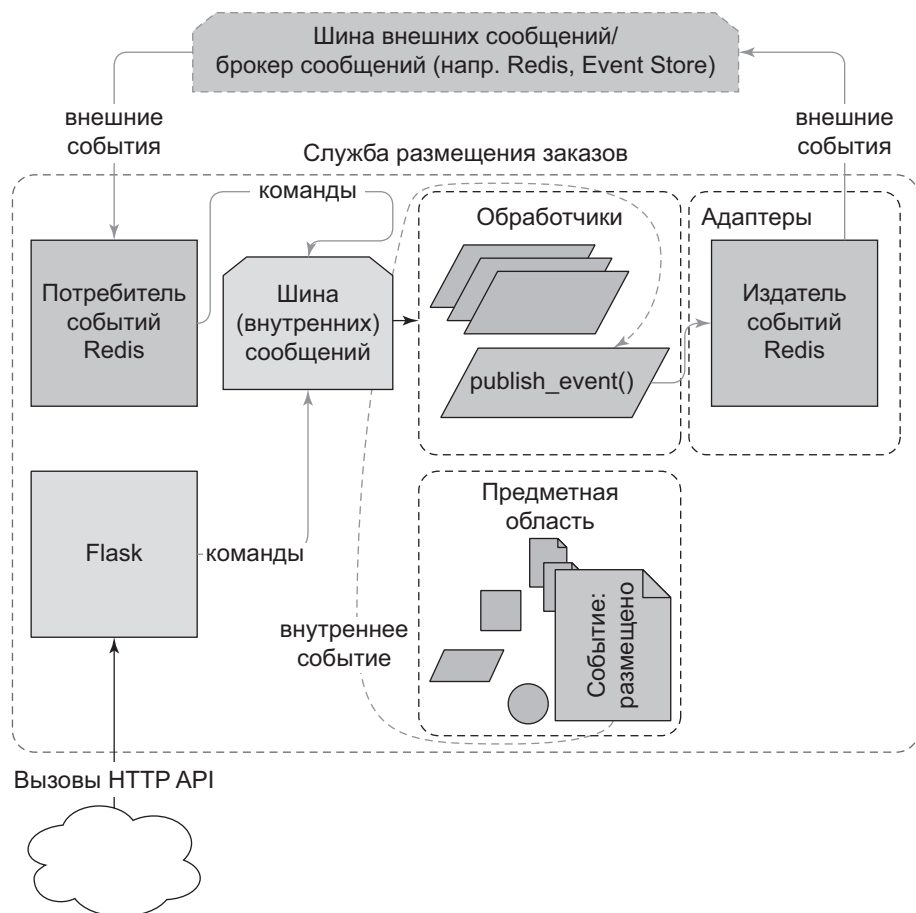 Шина внешних сообщений/
брокер сообщений (напр. Redis, Event Store)
внешние
события
внешние
события
Служба размещения заказов
команды
Обработчики
Адаптеры
Потребитель
событий
Redis
Шина
(внутренних)
сообщений
Издатель
событий
Redis
publish_event()
Flask
команды
Предметная
область
Событие:
размещено
внутреннее
событие
Вызовы HTTP API